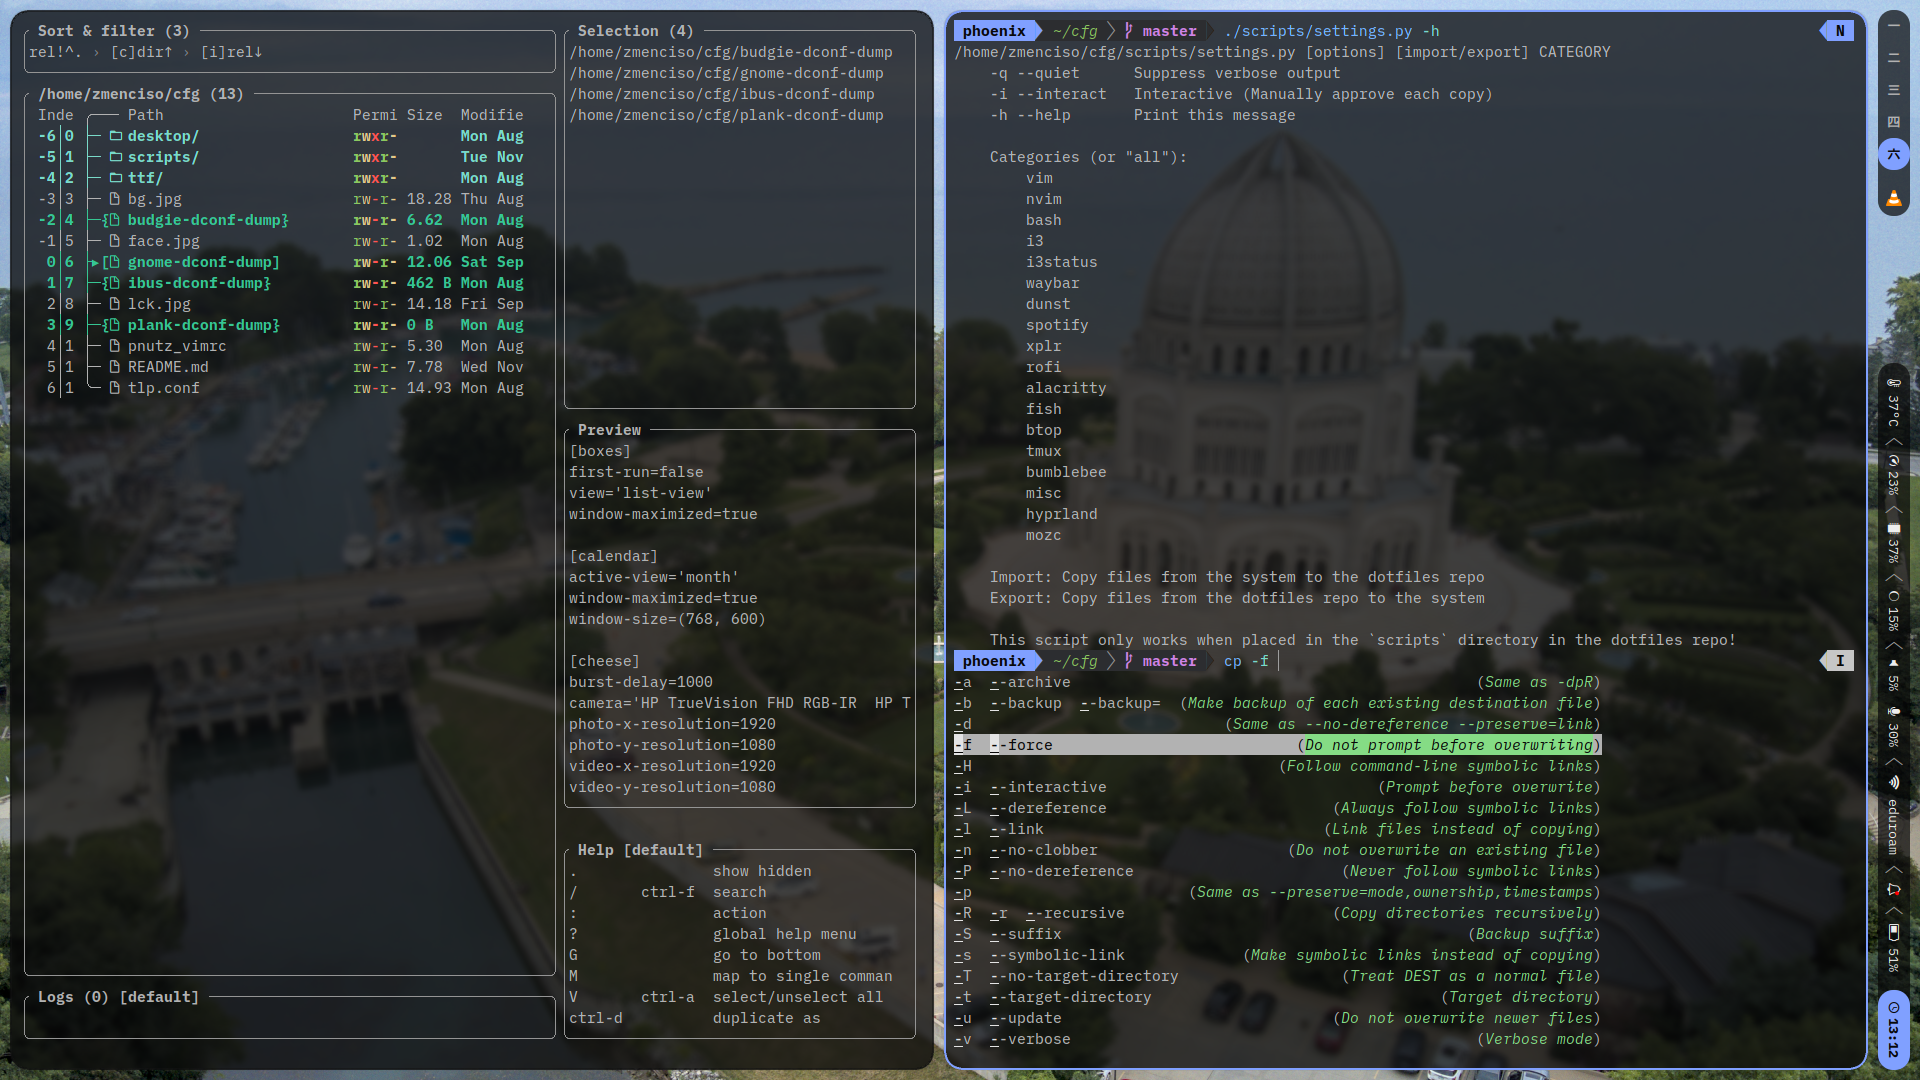 Sort & filter (3)
rel!^. › [c]dir↑ › [i]rel↓
/home/zmenciso/cfg (13)
Inde Path Permi Size Modifie
-6│0 desktop/ rwxr- Mon Aug
-5│1 scripts/ rwxr- Tue Nov
-4│2 ttf/ rwxr- Mon Aug
-3│3 bg.jpg rw-r- 18.28 Thu Aug
-2│4 {budgie-dconf-dump} rw-r- 6.62 Mon Aug
-1│5 face.jpg rw-r- 1.02 Mon Aug
0│6 ▸[gnome-dconf-dump] rw-r- 12.06 Sat Sep
1│7 {ibus-dconf-dump} rw-r- 462 B Mon Aug
2│8 lck.jpg rw-r- 14.18 Fri Sep
3│9 {plank-dconf-dump} rw-r- 0 B Mon Aug
4│1 pnutz_vimrc rw-r- 5.30 Mon Aug
5│1 README.md rw-r- 7.78 Wed Nov
6│1 tlp.conf rw-r- 14.93 Mon Aug
Logs (0) [default]
Selection (4)
/home/zmenciso/cfg/budgie-dconf-dump
/home/zmenciso/cfg/gnome-dconf-dump
/home/zmenciso/cfg/ibus-dconf-dump
/home/zmenciso/cfg/plank-dconf-dump
Preview
[boxes]
first-run=false
view='list-view'
window-maximized=true
[calendar]
active-view='month'
window-maximized=true
window-size=(768, 600)
[cheese]
burst-delay=1000
camera='HP TrueVision FHD RGB-IR  HP T
photo-x-resolution=1920
photo-y-resolution=1080
video-x-resolution=1920
video-y-resolution=1080
Help [default]
. show hidden
/ ctrl-f search
: action
? global help menu
G go to bottom
M map to single comman
V ctrl-a select/unselect all
ctrl-d duplicate as
phoenix ~/cfg master ./scripts/settings.py -h N
/home/zmenciso/cfg/scripts/settings.py [options] [import/export] CATEGORY
-q --quiet Suppress verbose output
-i --interact Interactive (Manually approve each copy)
-h --help Print this message
Categories (or "all"):
vim
nvim
bash
i3
i3status
waybar
dunst
spotify
xplr
rofi
alacritty
fish
btop
tmux
bumblebee
misc
hyprland
mozc
Import: Copy files from the system to the dotfiles repo
Export: Copy files from the dotfiles repo to the system
This script only works when placed in the `scripts` directory in the dotfiles repo!
phoenix ~/cfg master cp -f I
-a --archive (Same as -dpR)
-b --backup --backup= (Make backup of each existing destination file)
-d (Same as --no-dereference --preserve=link)
-f --force (Do not prompt before overwriting)
-H (Follow command-line symbolic links)
-i --interactive (Prompt before overwrite)
-L --dereference (Always follow symbolic links)
-l --link (Link files instead of copying)
-n --no-clobber (Do not overwrite an existing file)
-P --no-dereference (Never follow symbolic links)
-p (Same as --preserve=mode,ownership,timestamps)
-R -r --recursive (Copy directories recursively)
-S --suffix (Backup suffix)
-s --symbolic-link (Make symbolic links instead of copying)
-T --no-target-directory (Treat DEST as a normal file)
-t --target-directory (Target directory)
-u --update (Do not overwrite newer files)
-v --verbose (Verbose mode)
一
二
三
四
六
37°C
23%
37%
15%
5%
30%
eduroam
51%
13:12